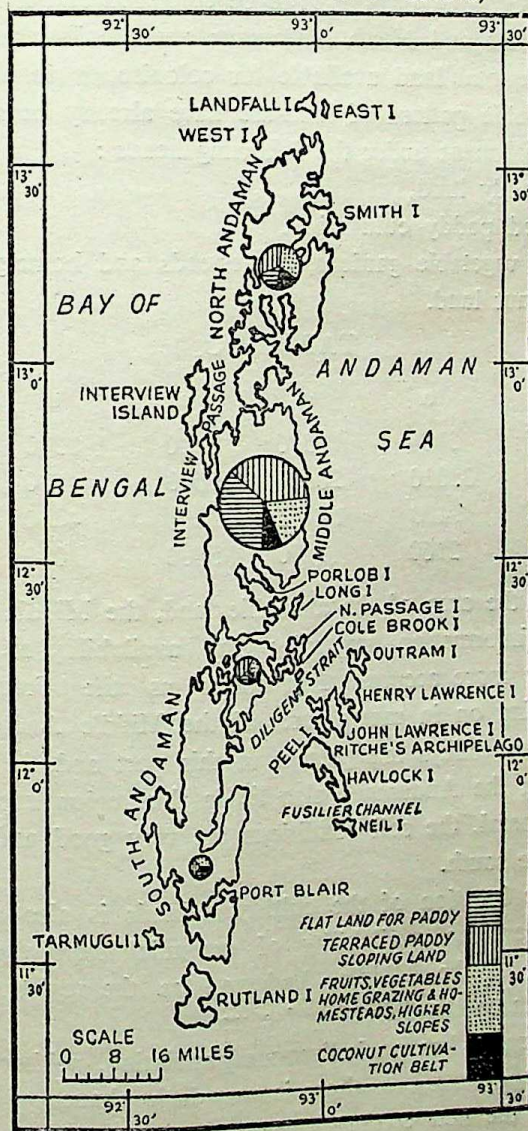 92° 30'
93° 0'
93° 30'
LANDFALL I
EAST I
WEST I
13° 30'
13° 30'
SMITH I
NORTH ANDAMAN
BAY OF
ANDAMAN
13° 0'
13° 0'
INTERVIEW
ISLAND
INTERVIEW PASSAGE
SEA
BENGAL
MIDDLE ANDAMAN
12° 30'
12° 30'
PORLOB I
LONG I
N. PASSAGE I
COLE BROOK I
OUTRAM I
DILIGENT STRAIT
HENRY LAWRENCE I
PEEL I
JOHN LAWRENCE I
RITCHE'S ARCHIPELAGO
12° 0'
12° 0'
HAVLOCK I
SOUTH ANDAMAN
FUSILIER CHANNEL
NEIL I
PORT BLAIR
TARMUGLI I
FLAT LAND FOR PADDY
TERRACED PADDY
SLOPING LAND
11° 30'
11° 30'
RUTLAND I
FRUITS, VEGETABLES
HOME GRAZING & HO-
MESTEADS, HIGHER
SLOPES
SCALE
0 8 16 MILES
COCONUT CULTIVA-
TION BELT
92° 30'
93° 0'
93° 30'